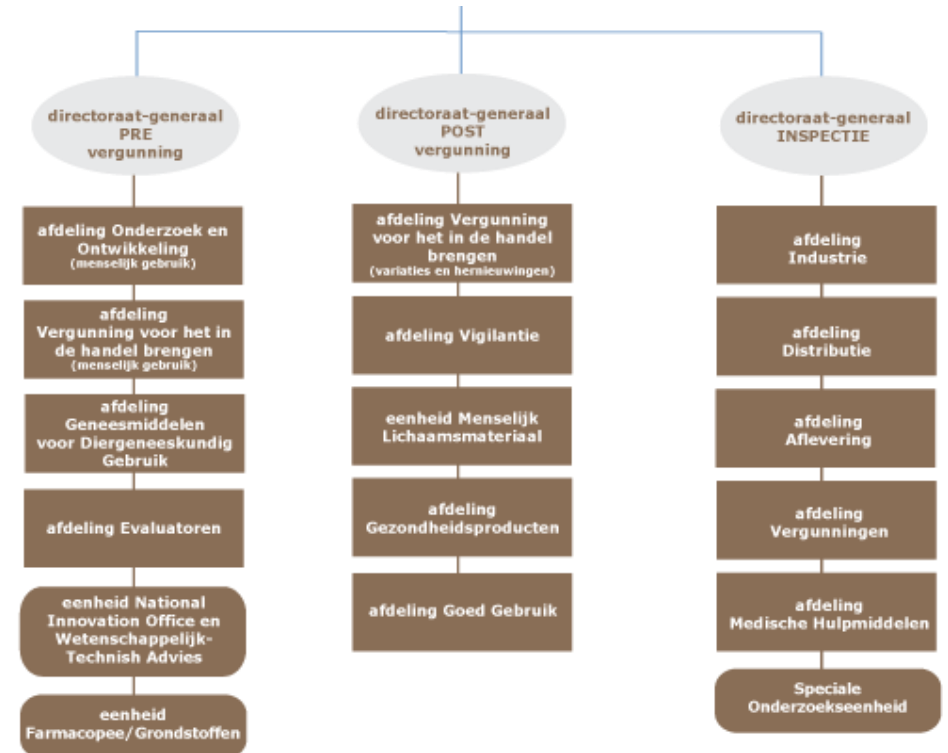 directoraat-generaal
PRE
vergunning
afdeling Onderzoek en
Ontwikkeling
(menselijk gebruik)
afdeling
Vergunning voor het in
de handel brengen
(menselijk gebruik)
afdeling
Geneesmiddelen
voor Diergeneeskundig
Gebruik
afdeling Evaluatoren
eenheid National
Innovation Office en
Wetenschappelijk-
Technish Advies
eenheid
Farmacopee/Grondstoffen
directoraat-generaal
POST
vergunning
afdeling Vergunning
voor het in de handel
brengen
(variaties en hernieuwingen)
afdeling Vigilantie
eenheid Menselijk
Lichaamsmateriaal
afdeling
Gezondheidsproducten
afdeling Goed Gebruik
directoraat-generaal
INSPECTIE
afdeling
Industrie
afdeling
Distributie
afdeling
Aflevering
afdeling
Vergunningen
afdeling
Medische Hulpmiddelen
Speciale
Onderzoekseenheid